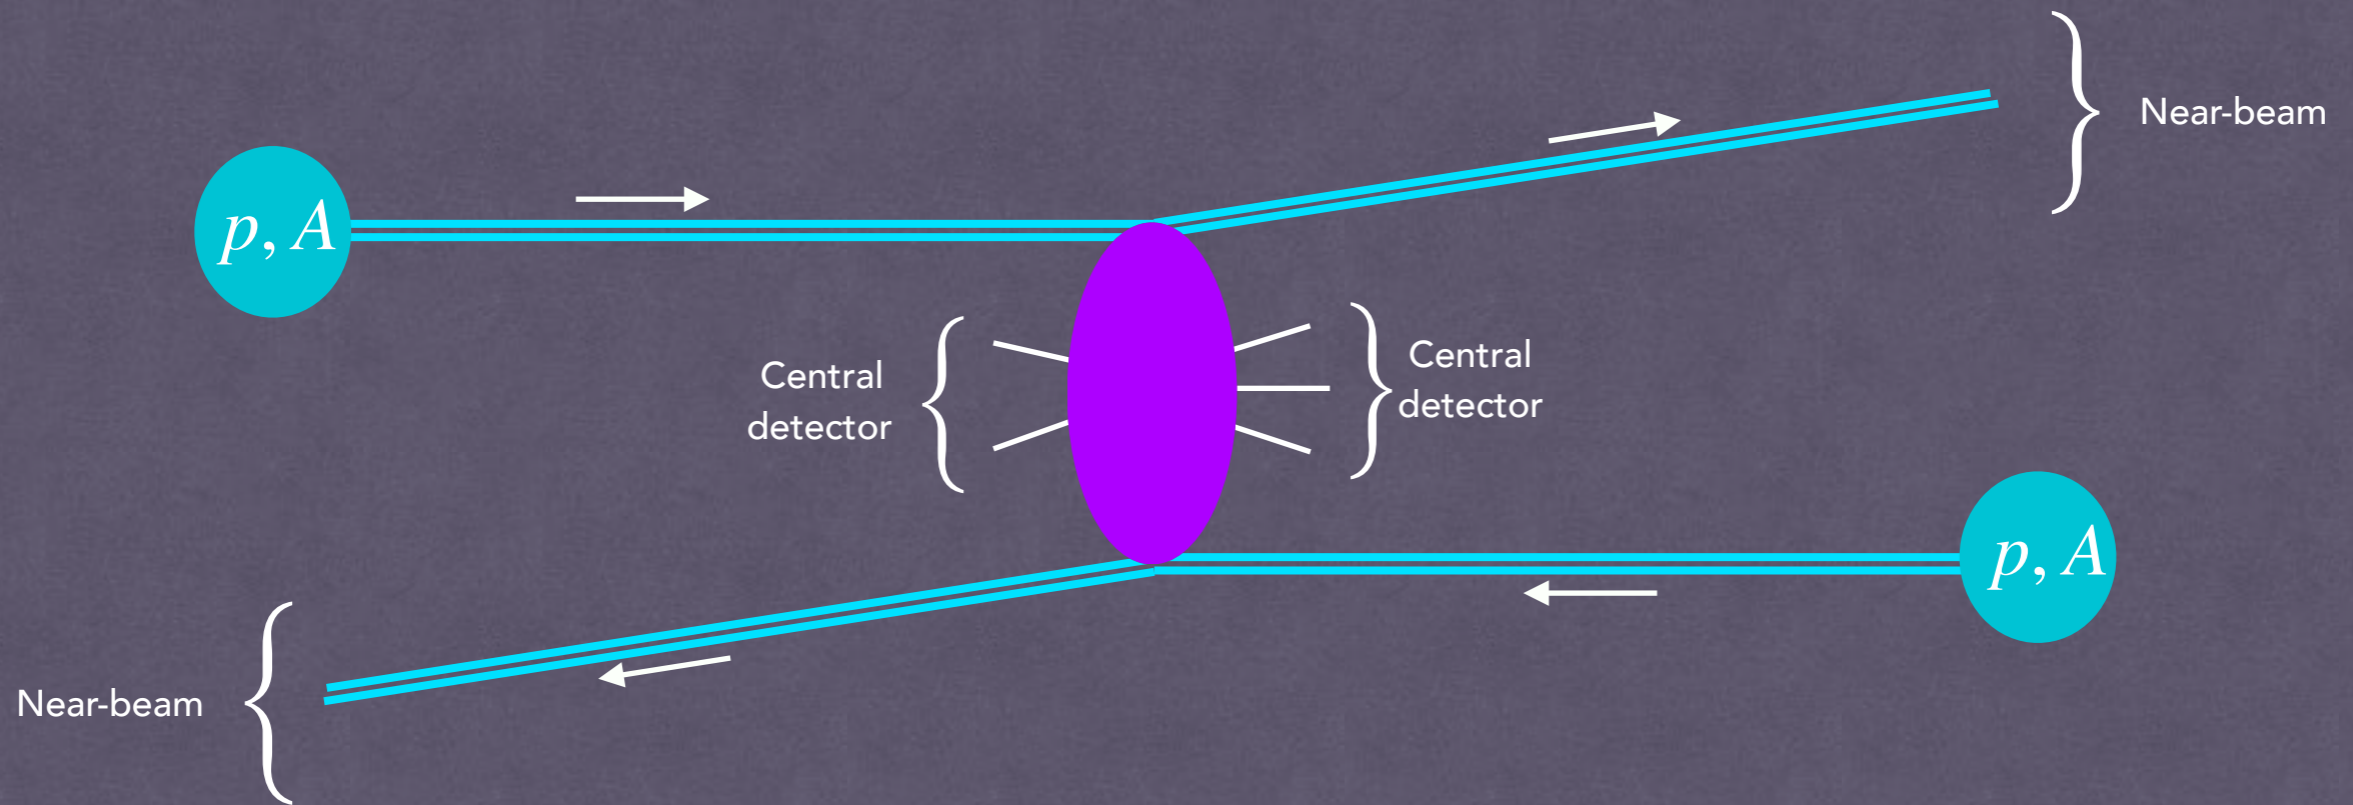 Near-beam
p, A
Central
detector
Central
detector
p, A
Near-beam